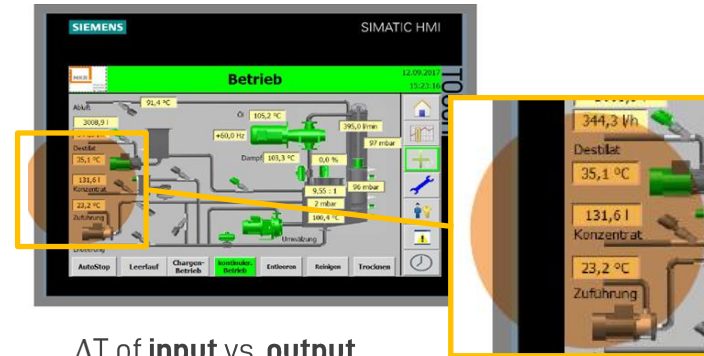 SIEMENS
SIMATIC HMI
TOUCH
Betrieb
12.09.2017
15:23:16
Abluft
91,4 °C
Öl
105,2 °C
395,0 l/min
3008,9 l
+60,0 Hz
97 mbar
Destillat
Dampf
103,3 °C
0,0 %
35,1 °C
131,6 l
9,55 : 1
96 mbar
Konzentrat
2 mbar
23,2 °C
100,4 °C
Zuführung
Umwälzung
AutoStop
Leerlauf
Chargen-
Betrieb
kontinuier.
Betrieb
Entleeren
Reinigen
Trocknen
344,3 l/h
Destillat
35,1 °C
131,6 l
Konzentrat
23,2 °C
Zuführung
ΔT of input vs. output